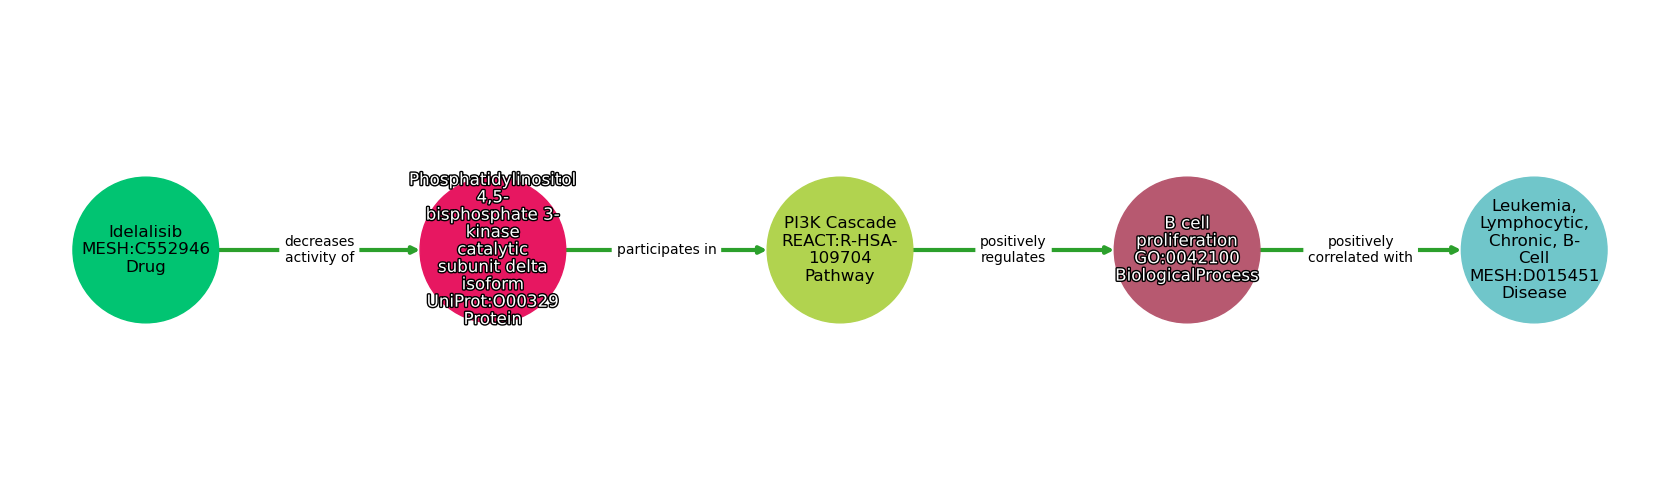 Idelalisib
MESH:C552946
Drug
decreases
activity of
Phosphatidylinositol
4,5-
bisphosphate 3-
kinase
catalytic
subunit delta
isoform
UniProt:O00329
Protein
participates in
PI3K Cascade
REACT:R-HSA-
109704
Pathway
positively
regulates
B cell
proliferation
GO:0042100
BiologicalProcess
positively
correlated with
Leukemia,
Lymphocytic,
Chronic, B-
Cell
MESH:D015451
Disease